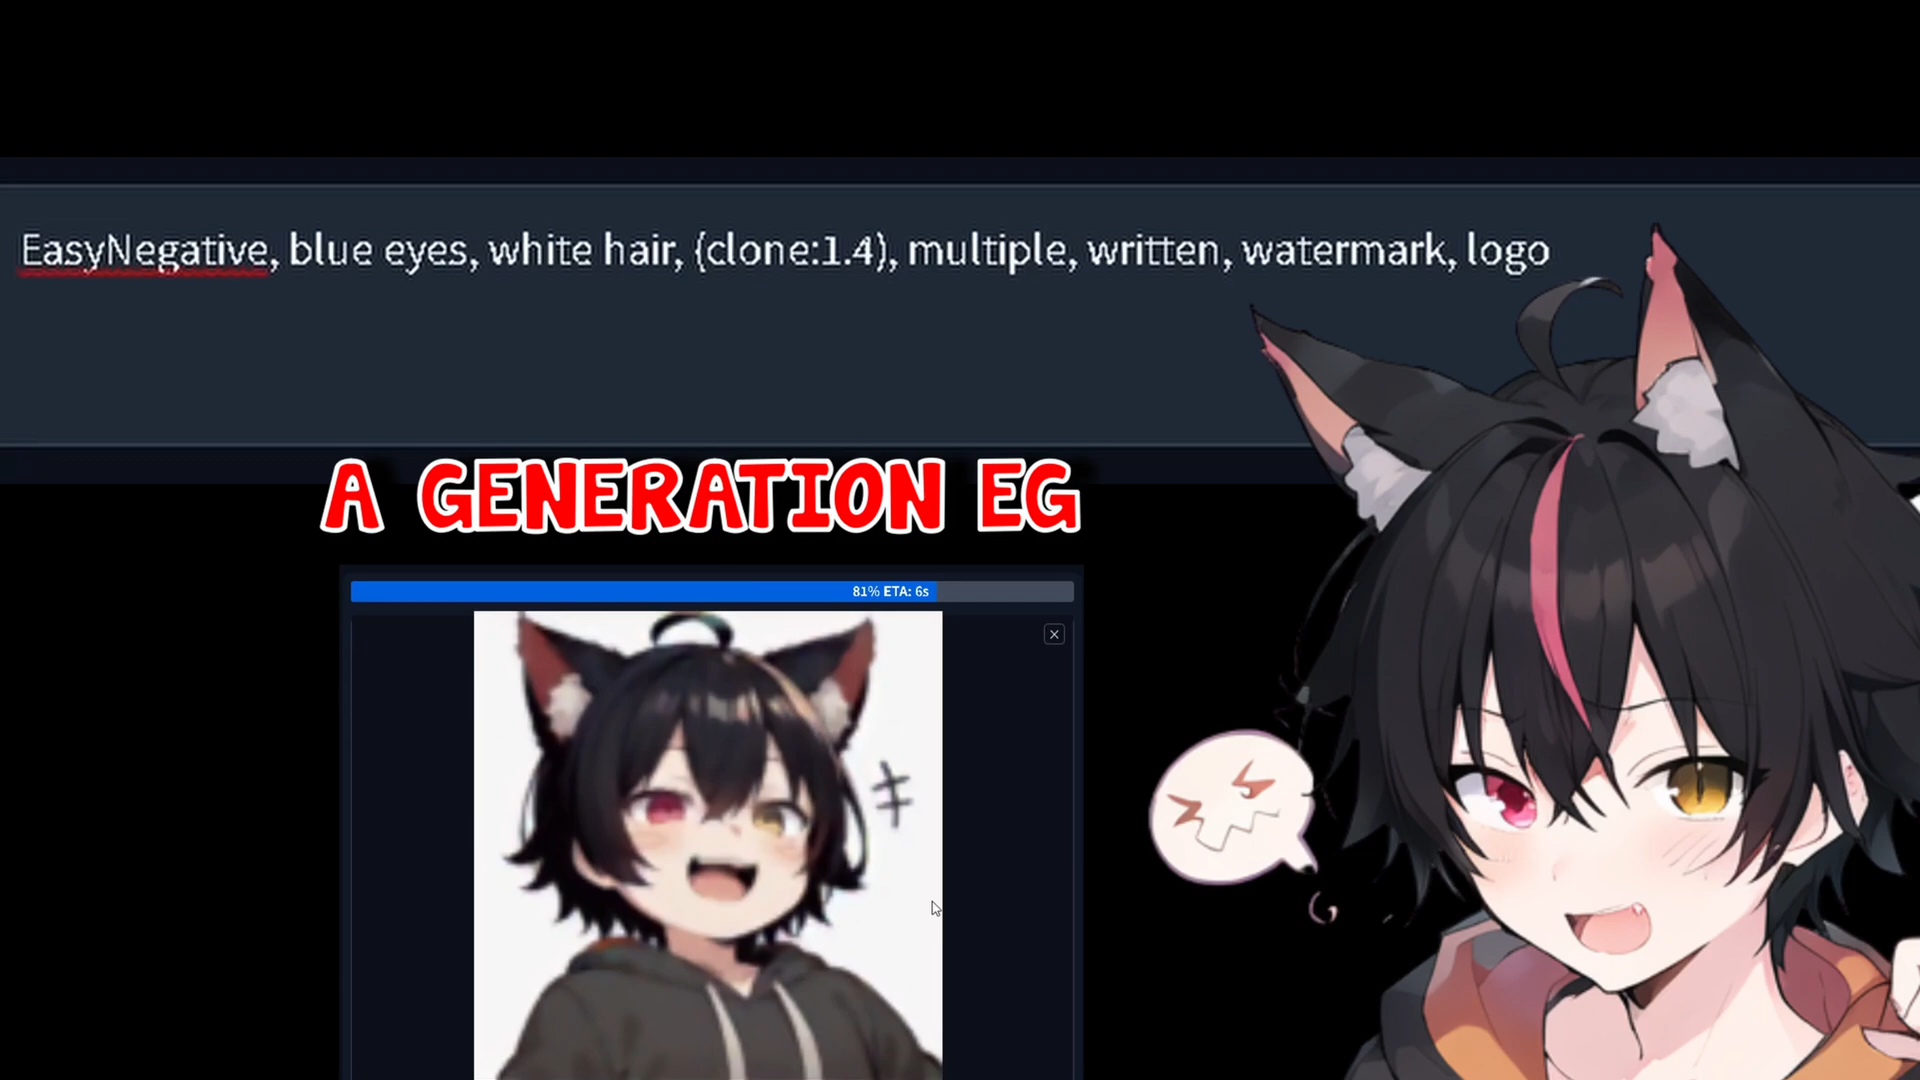 EasyNegative, blue eyes, white hair, (clone:1.4), multiple, written, watermark, logo
A GENERATION EG
81% ETA: 6s